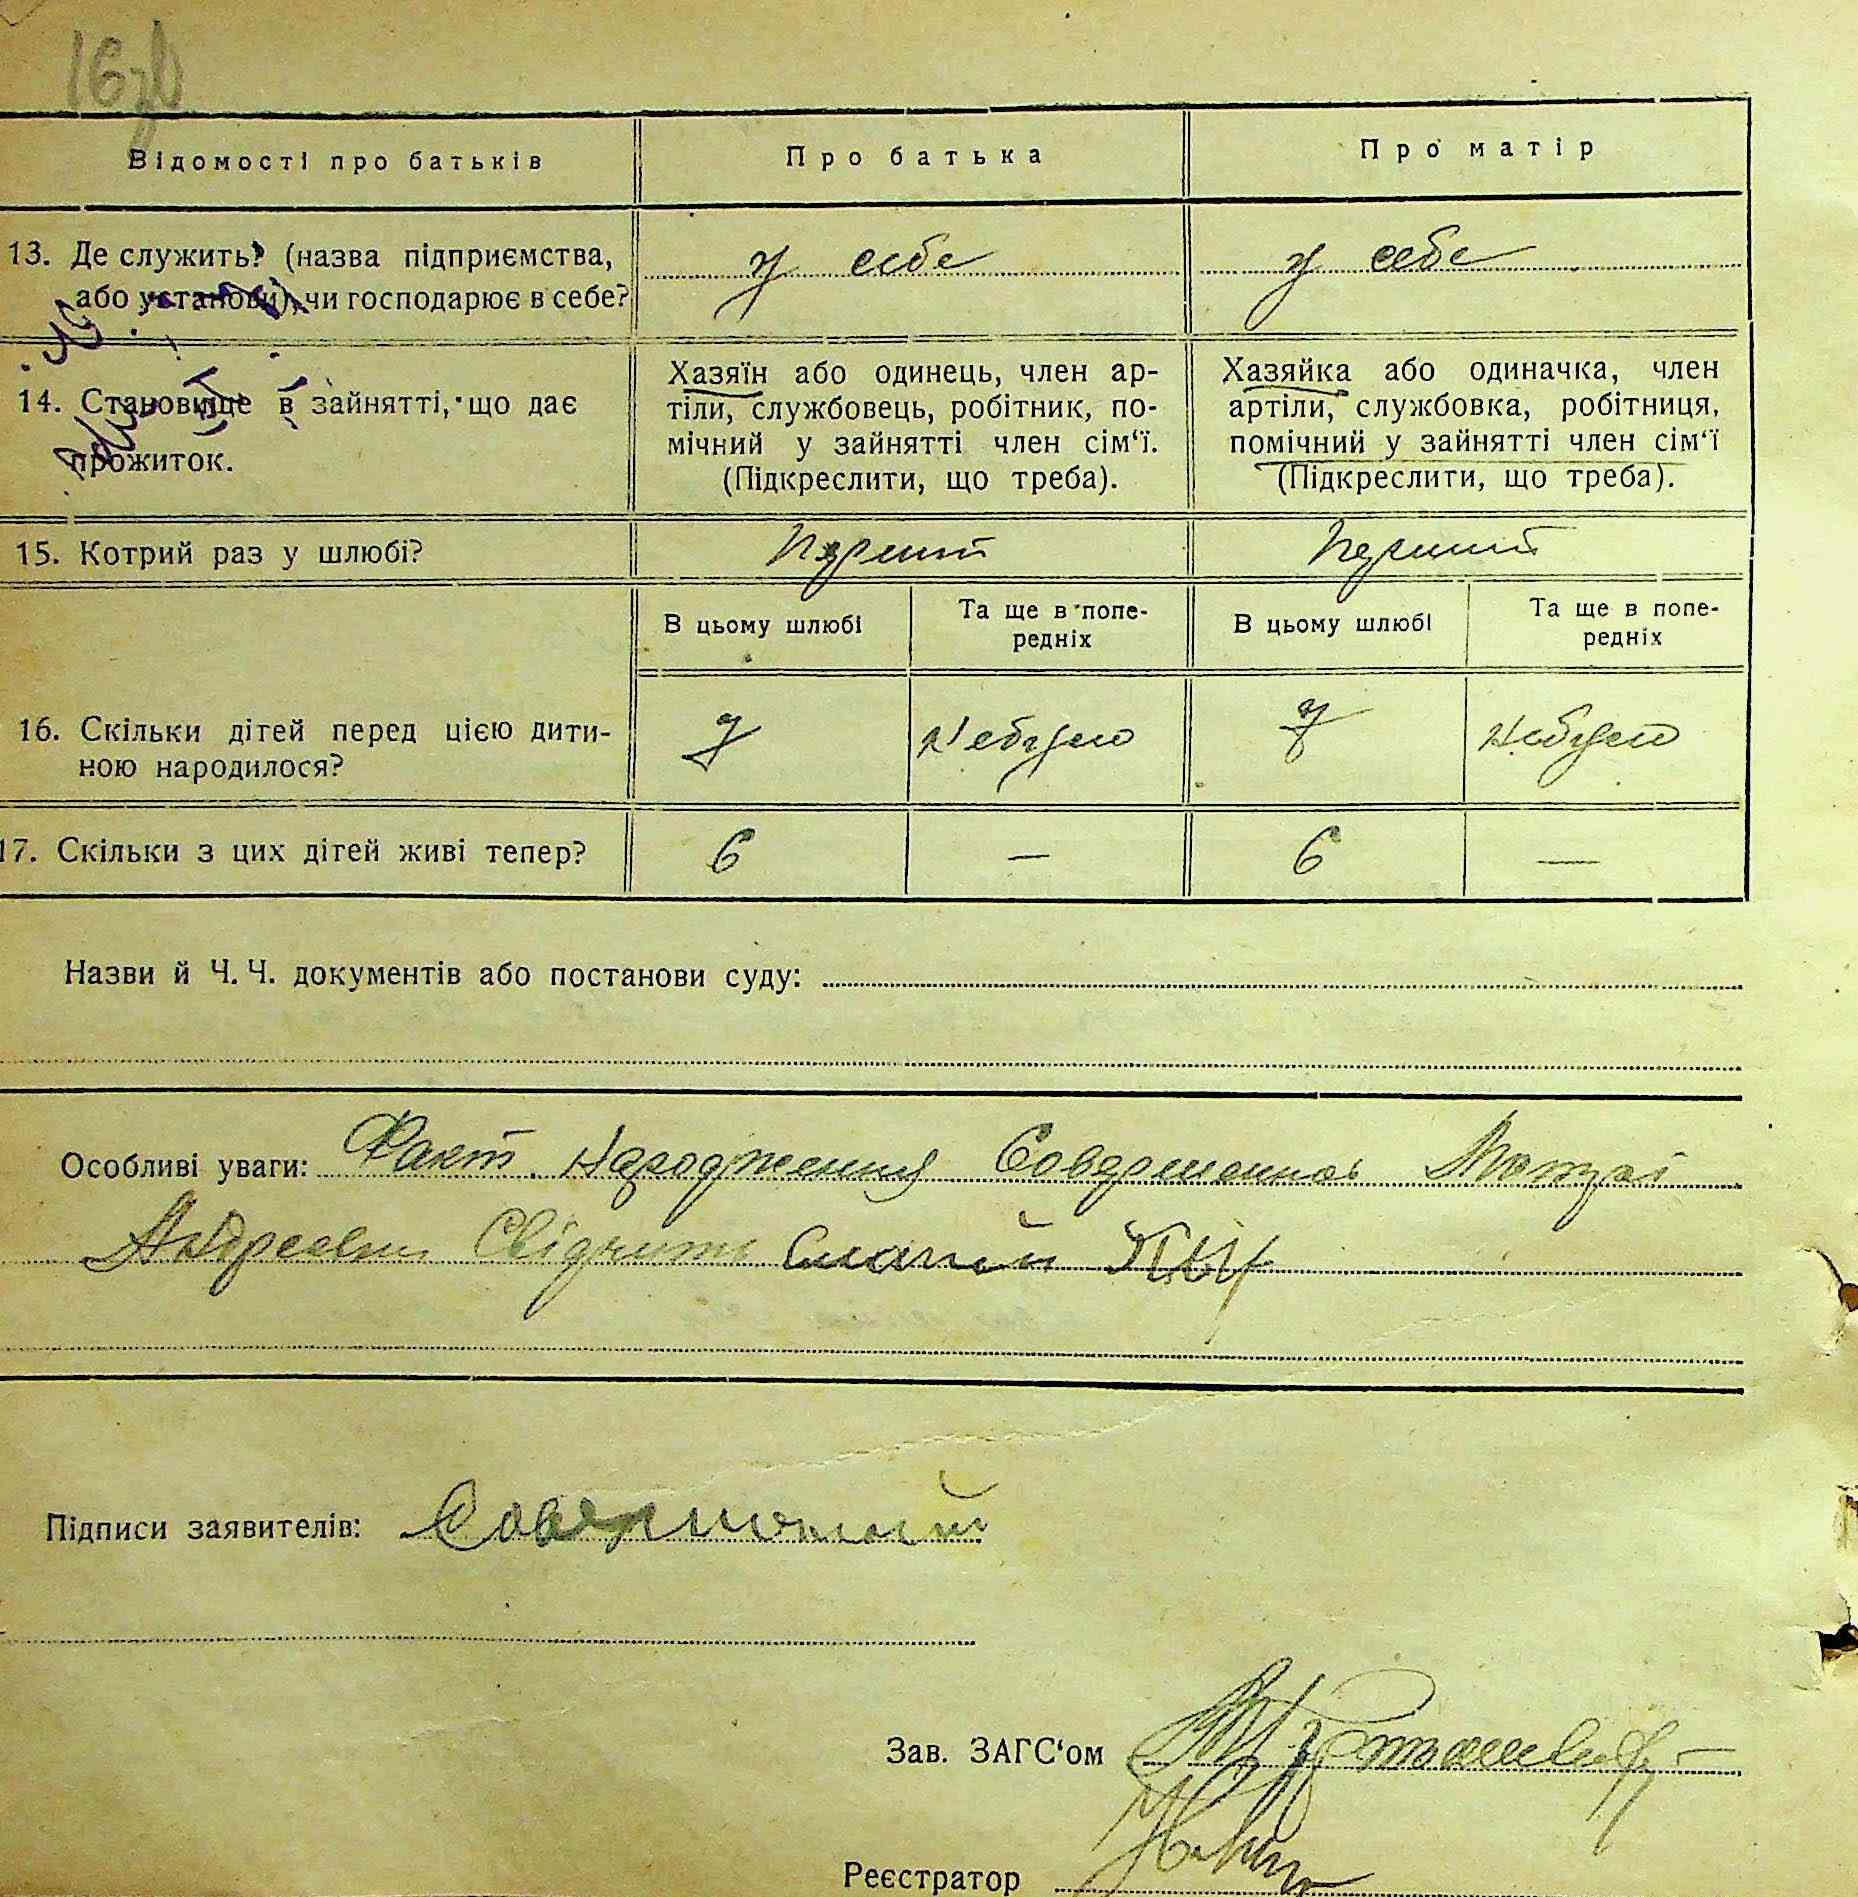 Відомості про батьків Про батька Про матір
13. Де служить? (назва підприємства, або установи), чи господарює в себе? у себе у себе
14. Становище в зайнятті, що дає прожиток.
Хазяїн або одинець, член ар-
тіли, службовець, робітник, по-
мічний у зайнятті член сім‘ї.
(Підкреслити, що треба).
Хазяйка або одиначка, член
артіли, службовка, робітниця,
помічний у зайнятті член сім‘ї
(Підкреслити, що треба).
15. Котрий раз у шлюбі? Перший Перший
В цьому шлюбі Та ще в попе-
редніх В цьому шлюбі Та ще в попе-
редніх
16. Скільки дітей перед цією дити-
ною народилося? 7 Небуло 7 Небуло
17. Скільки з цих дітей живі тепер? 6 — 6 —
Назви й Ч. Ч. документів або постанови суду:
Особливі уваги: Факт народження
Підписи заявителів:
Зав. ЗАГС‘ом
Реєстратор